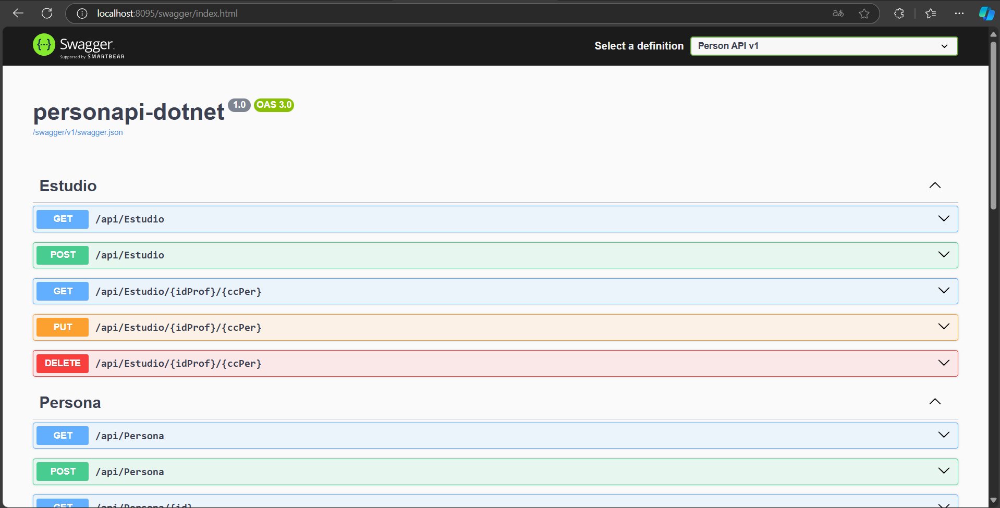 localhost:8095/swagger/index.html
aあ
Swagger
Supported by SMARTBEAR
Select a definition
Person API v1
personapi-dotnet 1.0 OAS 3.0
/swagger/v1/swagger.json
Estudio
GET /api/Estudio
POST /api/Estudio
GET /api/Estudio/{idProf}/{ccPer}
PUT /api/Estudio/{idProf}/{ccPer}
DELETE /api/Estudio/{idProf}/{ccPer}
Persona
GET /api/Persona
POST /api/Persona
GET /api/Persona/{id}